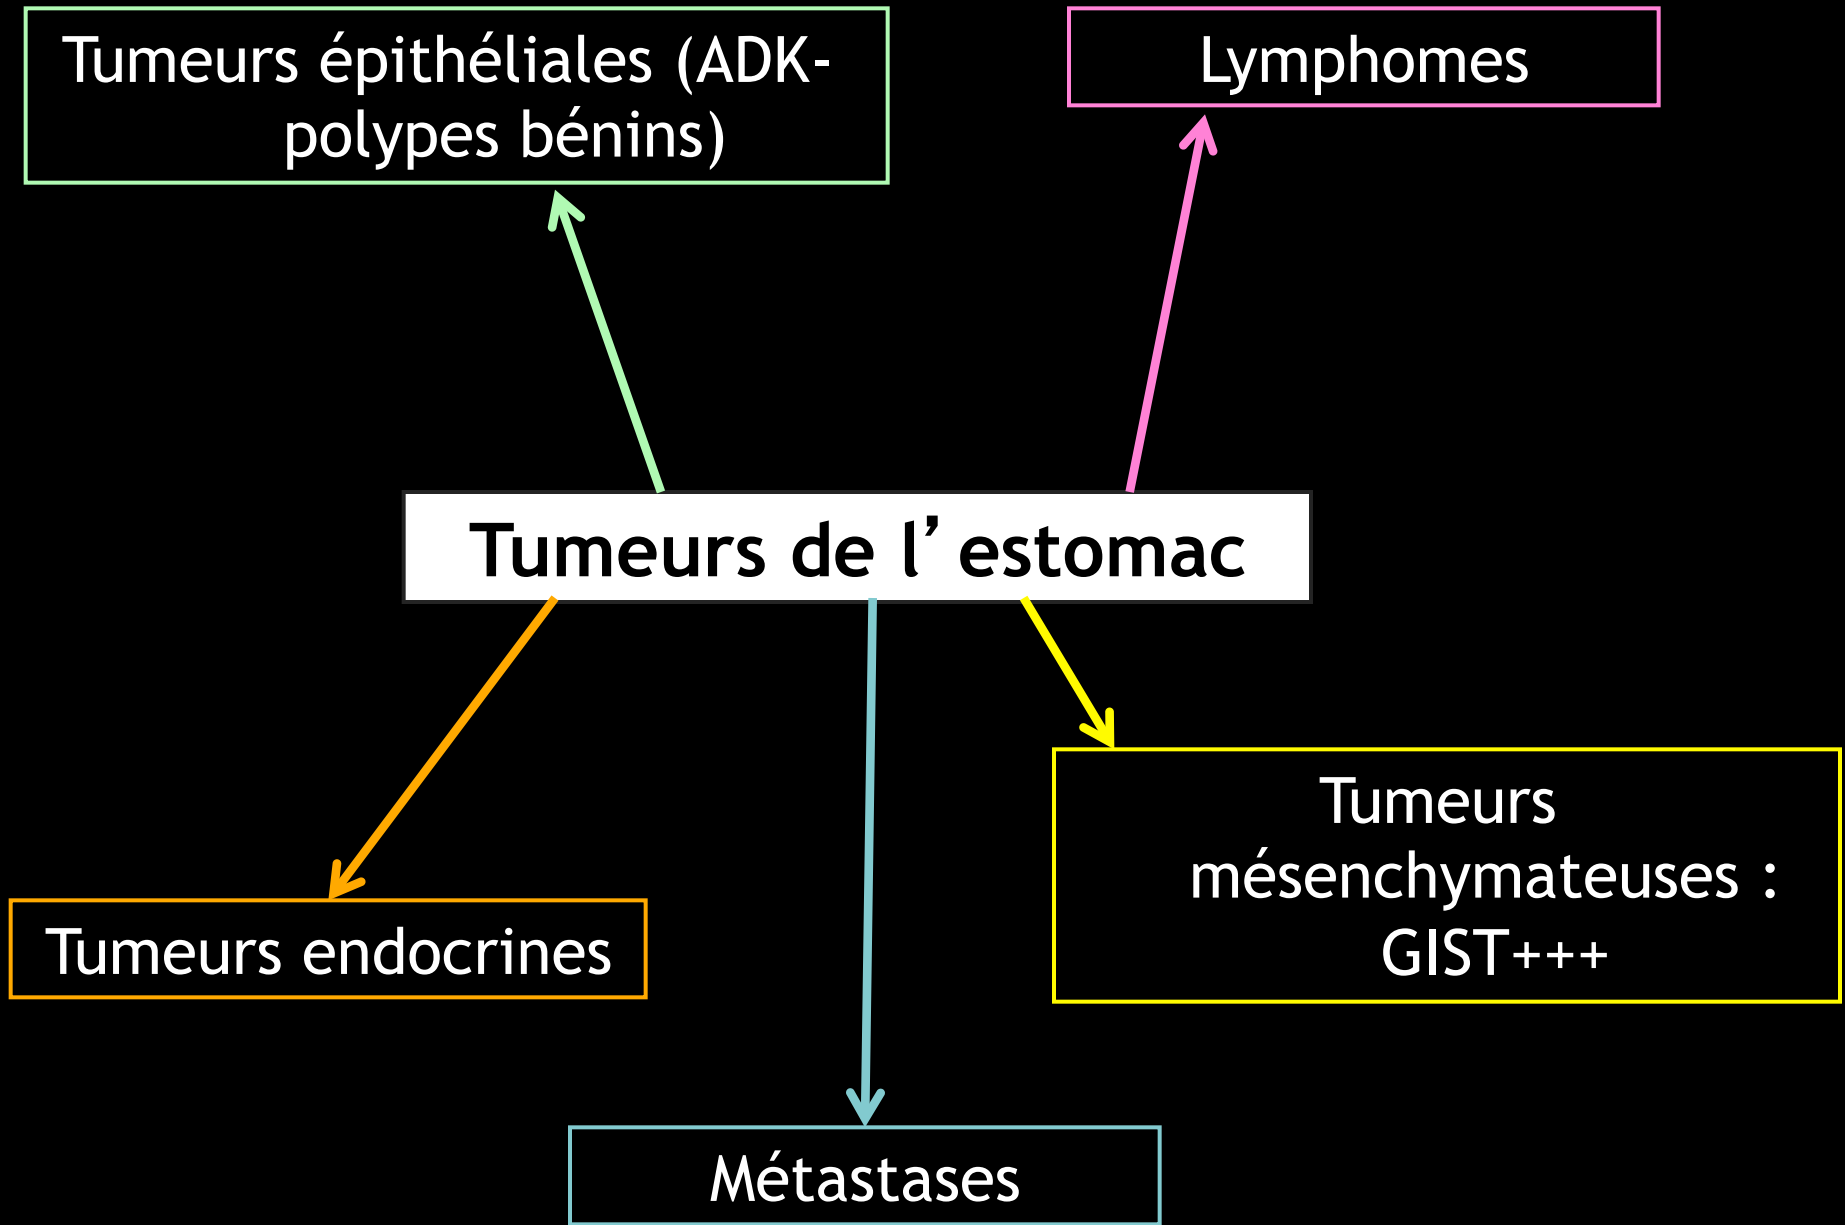 Tumeurs épithéliales (ADK-
polypes bénins)
Lymphomes
Tumeurs de l’ estomac
Tumeurs
mésenchymateuses :
GIST+++
Tumeurs endocrines
Métastases